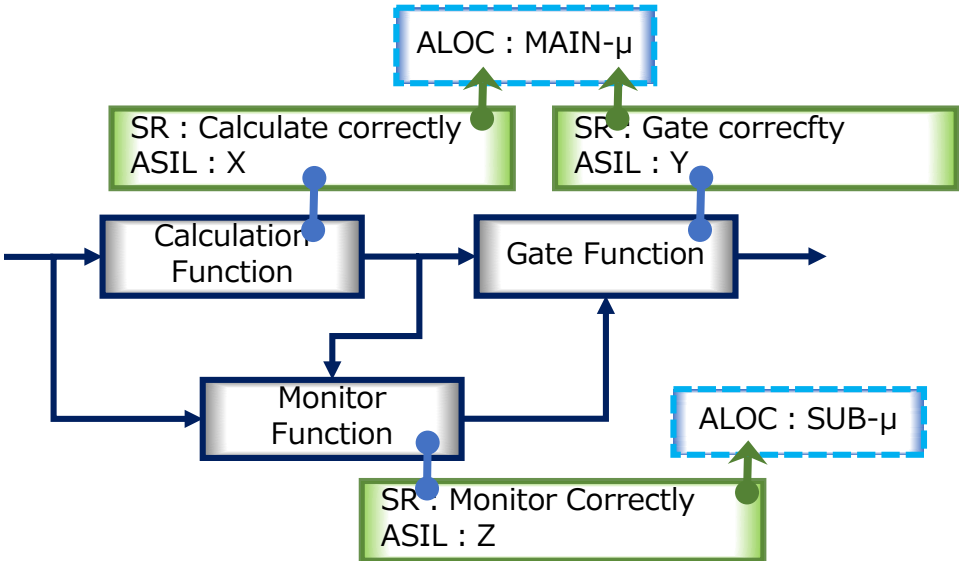 ALOC : MAIN-μ
SR : Calculate correctly
ASIL : X
SR : Gate correcfty
ASIL : Y
Calculation
Function
Gate Function
Monitor
Function
ALOC : SUB-μ
SR : Monitor Correctly
ASIL : Z